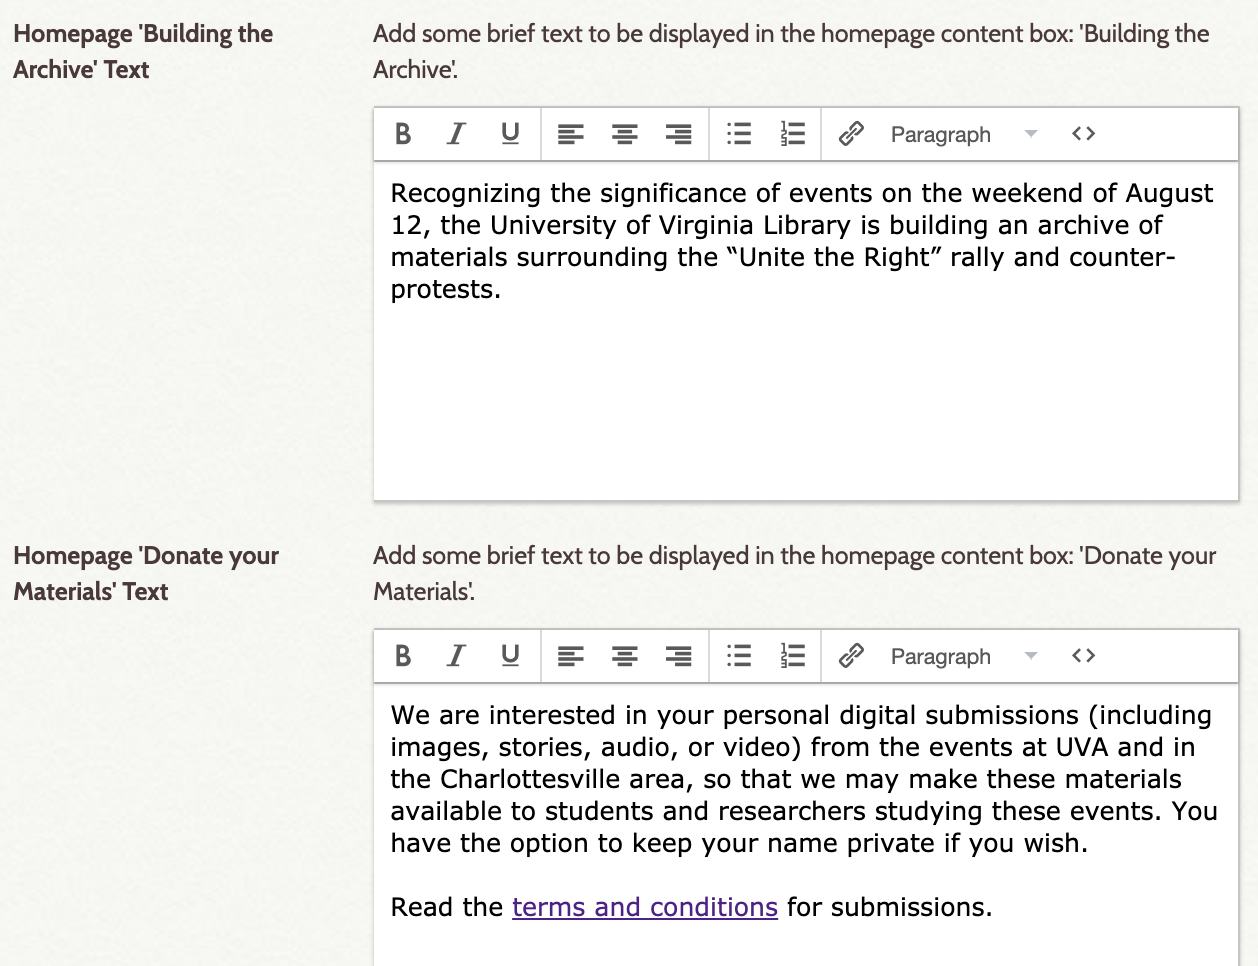 Homepage 'Building the
Archive' Text
Add some brief text to be displayed in the homepage content box: 'Building the
Archive'.
B I U Paragraph <>
Recognizing the significance of events on the weekend of August
12, the University of Virginia Library is building an archive of
materials surrounding the “Unite the Right” rally and counter-
protests.
Homepage 'Donate your
Materials' Text
Add some brief text to be displayed in the homepage content box: 'Donate your
Materials'.
B I U Paragraph <>
We are interested in your personal digital submissions (including
images, stories, audio, or video) from the events at UVA and in
the Charlottesville area, so that we may make these materials
available to students and researchers studying these events. You
have the option to keep your name private if you wish.
Read the terms and conditions for submissions.